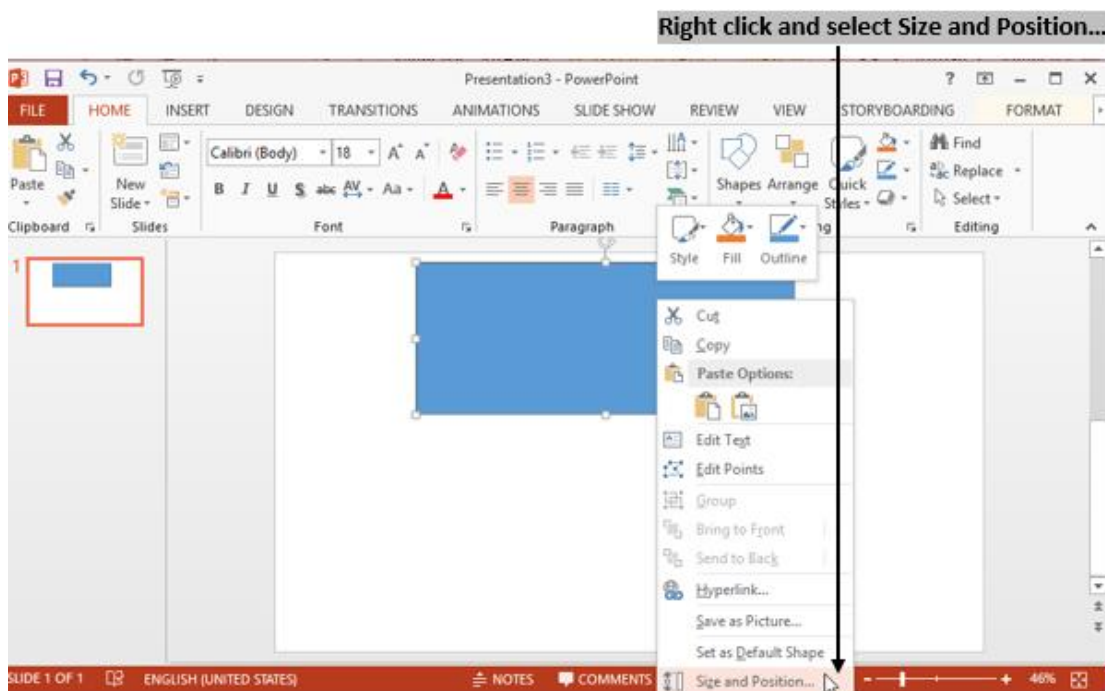 Right click and select Size and Position...
Presentation3 - PowerPoint
FILE HOME INSERT DESIGN TRANSITIONS ANIMATIONS SLIDE SHOW REVIEW VIEW STORYBOARDING FORMAT
Calibri (Body) 18
Find
Replace
Select
Paste
New
Slide
Shapes
Arrange
Quick
Clipboard Slides Font Paragraph Editing
1
Style Fill Outline
Cut
Copy
Paste Options:
Edit Text
Edit Points
Group
Bring to Front
Send to Back
Hyperlink...
Save as Picture...
Set as Default Shape
Size and Position...
SLIDE 1 OF 1 ENGLISH (UNITED STATES) NOTES COMMENTS 46%